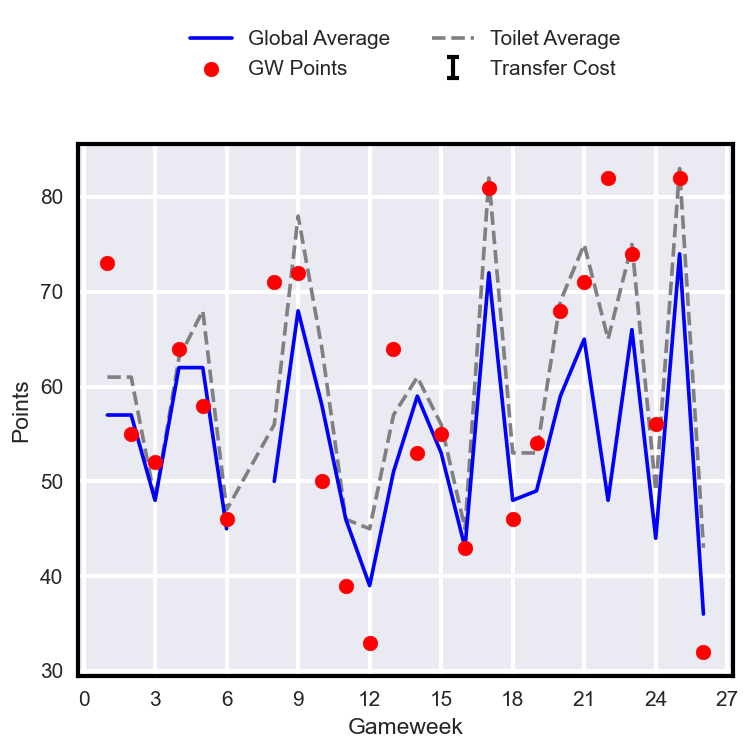 Global Average
Toilet Average
GW Points
Transfer Cost
80
70
60
50
40
30
Points
0 3 6 9 12 15 18 21 24 27
Gameweek